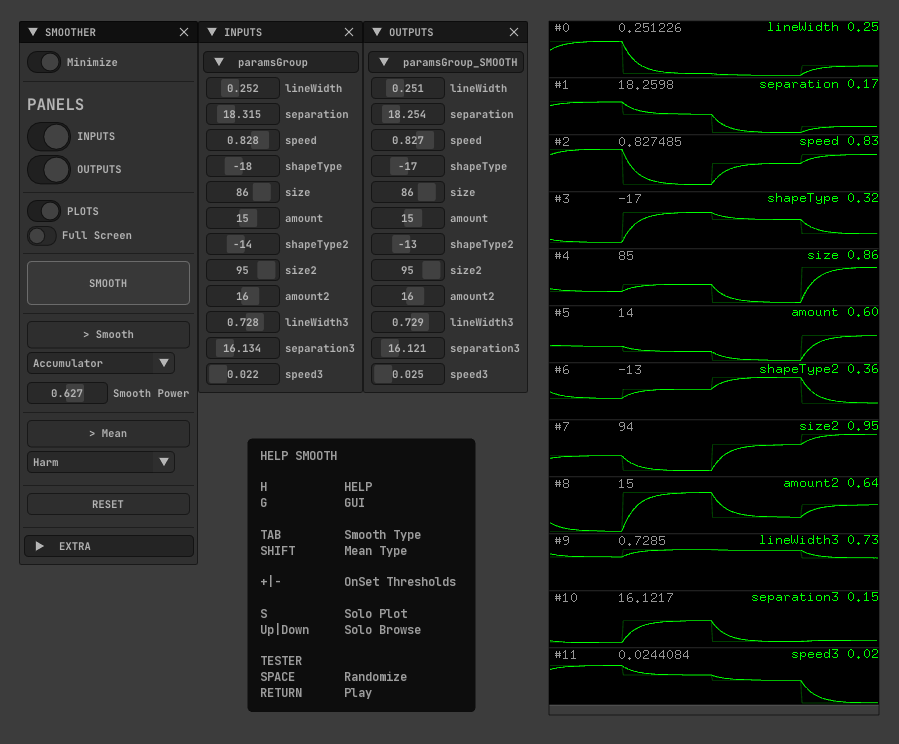 SMOOTHER
Minimize
PANELS
INPUTS
OUTPUTS
PLOTS
Full Screen
SMOOTH
> Smooth
Accumulator
0.627 Smooth Power
> Mean
Harm
RESET
EXTRA
INPUTS
paramsGroup
0.252 lineWidth
18.315 separation
0.828 speed
-18 shapeType
86 size
15 amount
-14 shapeType2
95 size2
16 amount2
0.728 lineWidth3
16.134 separation3
0.022 speed3
OUTPUTS
paramsGroup_SMOOTH
0.251 lineWidth
18.254 separation
0.827 speed
-17 shapeType
86 size
15 amount
-13 shapeType2
95 size2
16 amount2
0.729 lineWidth3
16.121 separation3
0.025 speed3
HELP SMOOTH
H HELP
G GUI
TAB Smooth Type
SHIFT Mean Type
+|- OnSet Thresholds
S Solo Plot
Up|Down Solo Browse
TESTER
SPACE Randomize
RETURN Play
#0 0.251226 lineWidth 0.25
#1 18.2598 separation 0.17
#2 0.827485 speed 0.83
#3 -17 shapeType 0.32
#4 85 size 0.86
#5 14 amount 0.60
#6 -13 shapeType2 0.36
#7 94 size2 0.95
#8 15 amount2 0.64
#9 0.7285 lineWidth3 0.73
#10 16.1217 separation3 0.15
#11 0.0244084 speed3 0.02